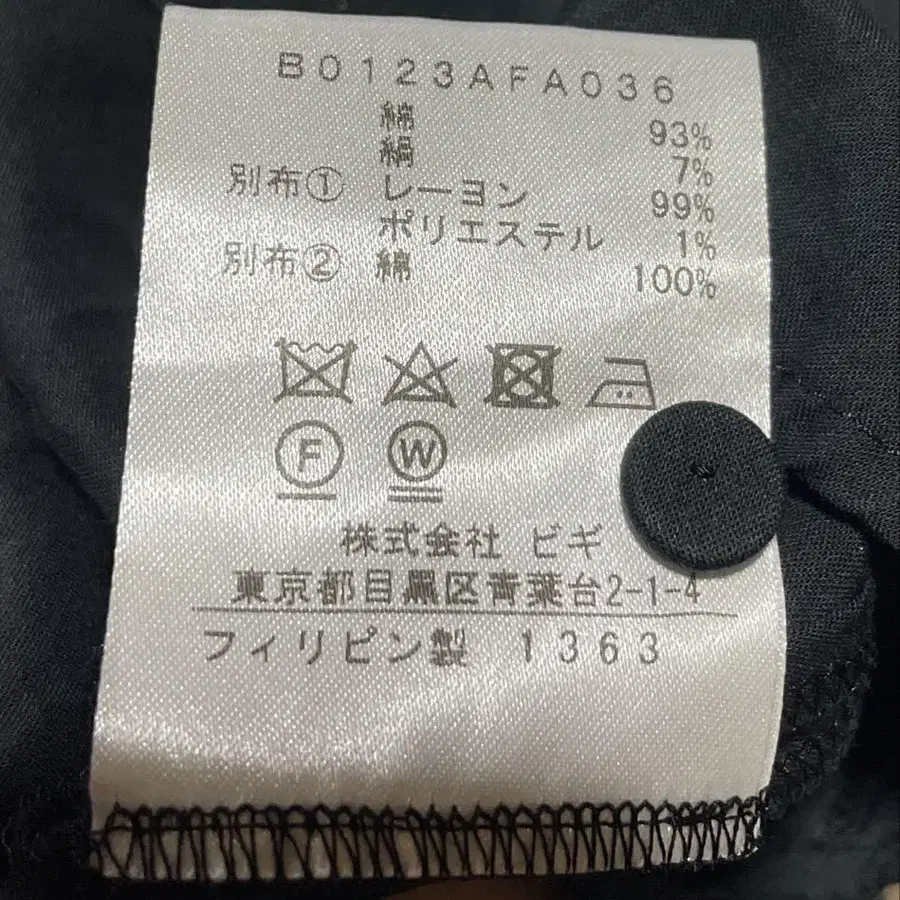 B0123AFA036
綿 93%
絹 7%
別布① レーヨン 99%
ポリエステル 1%
別布② 綿 100%
F W
株式会社 ビギ
東京都目黒区青葉台2-1-4
フィリピン製 1363